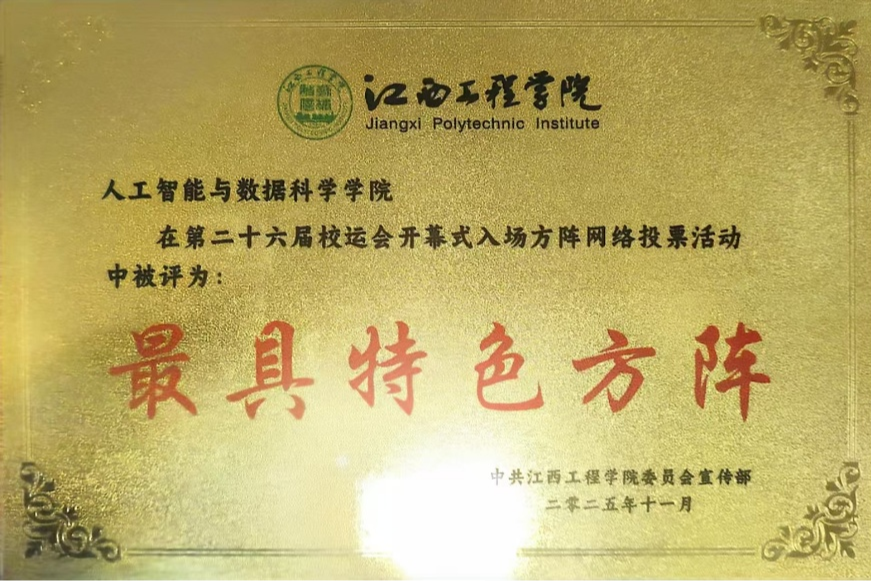 江西工程学院
Jiangxi Polytechnic Institute
人工智能与数据科学学院
在第二十六届校运会开幕式入场方阵网络投票活动
中被评为：
最具特色方阵
中共江西工程学院委员会宣传部
二零二五年十一月